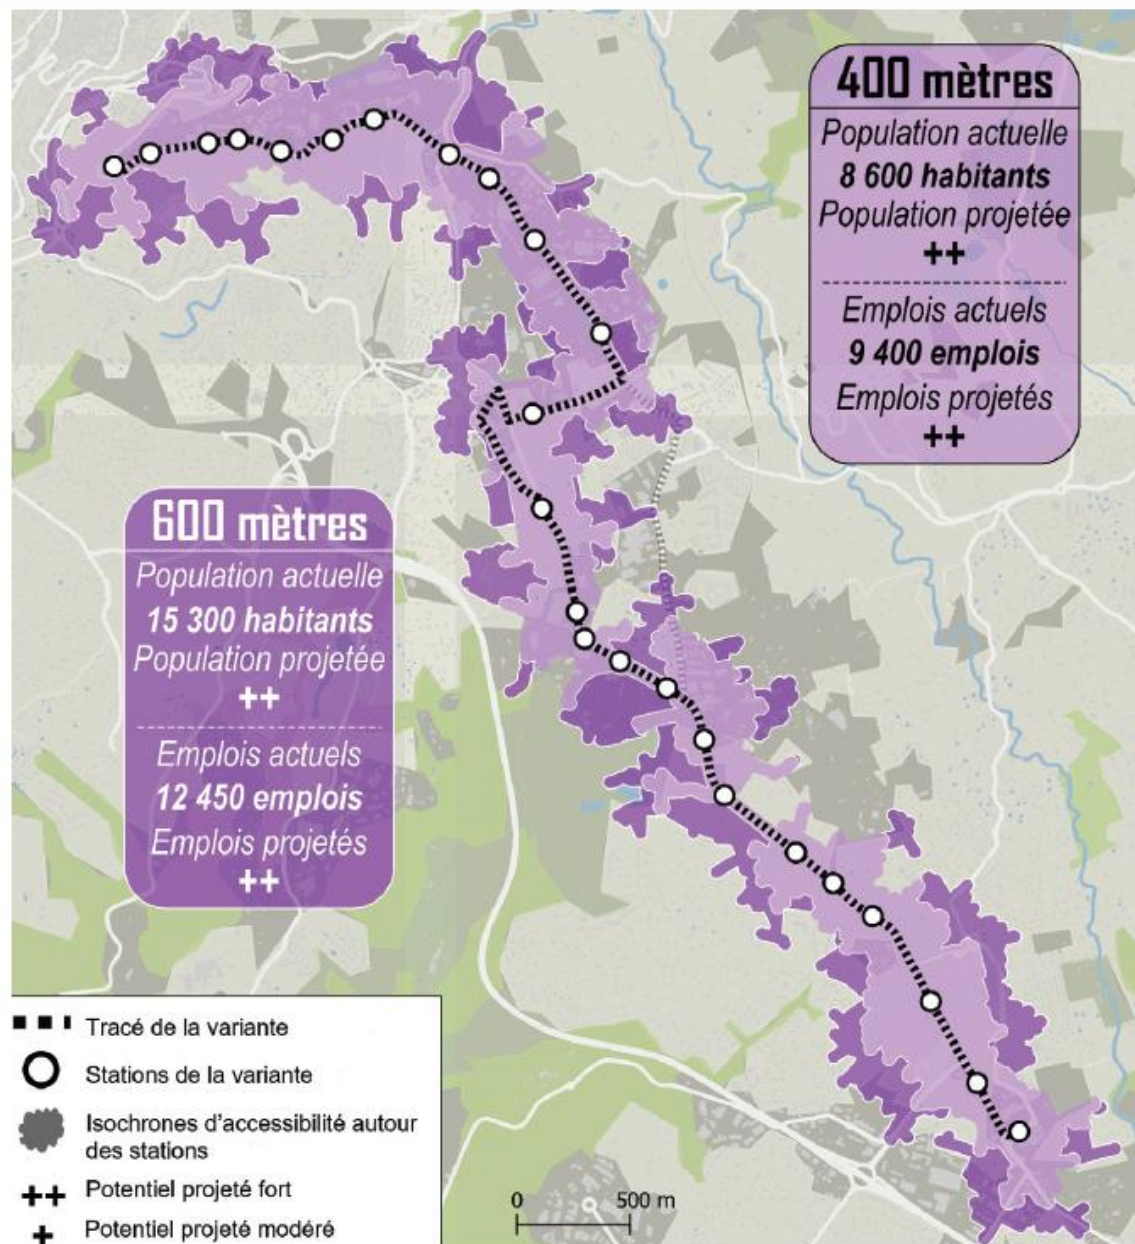 400 mètres
Population actuelle
8 600 habitants
Population projetée
++
Emplois actuels
9 400 emplois
Emplois projetés
++
600 mètres
Population actuelle
15 300 habitants
Population projetée
++
Emplois actuels
12 450 emplois
Emplois projetés
++
Tracé de la variante
Stations de la variante
Isochrones d'accessibilité autour
des stations
++ Potentiel projeté fort
+ Potentiel projeté modéré
0 500 m